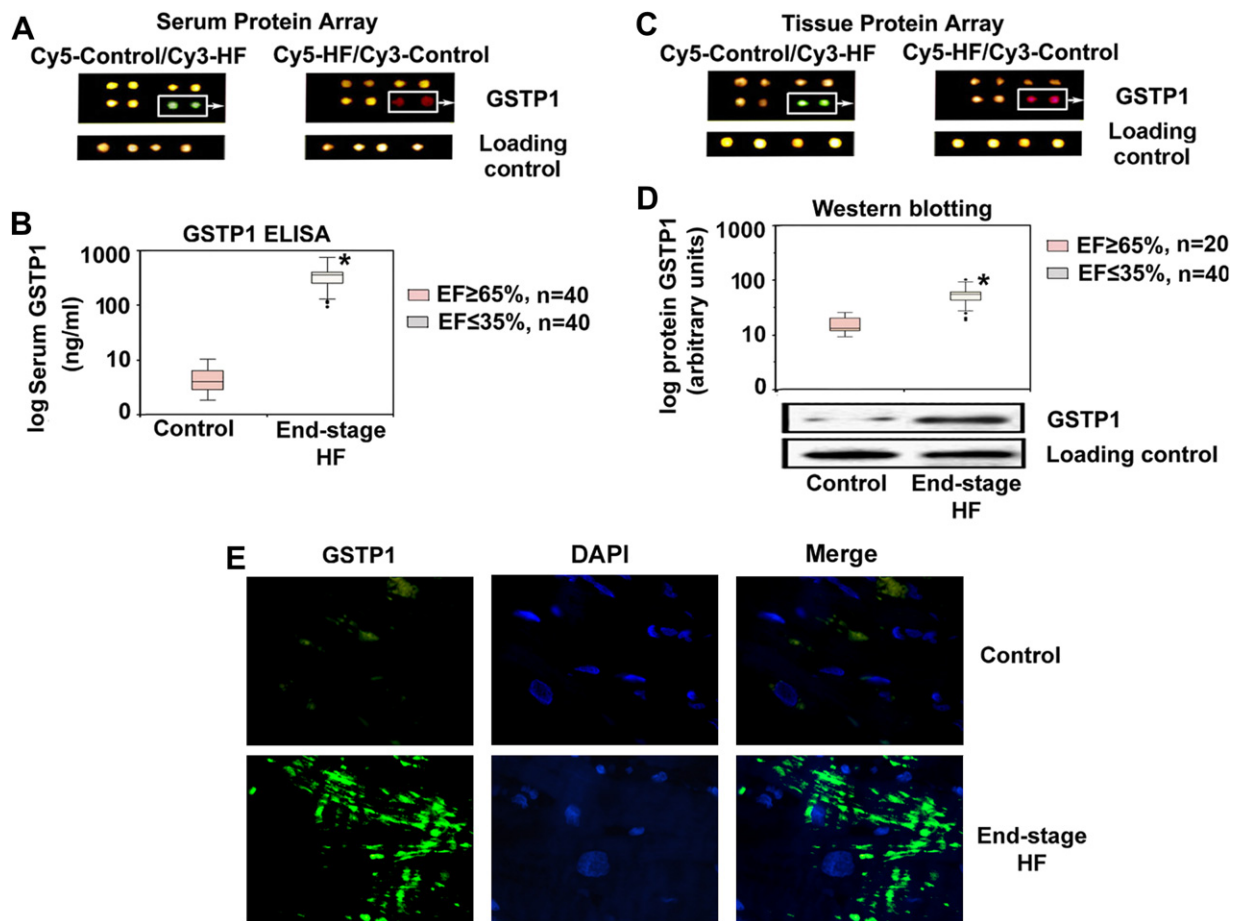 A
Serum Protein Array
Cy5-Control/Cy3-HF
Cy5-HF/Cy3-Control
GSTP1
Loading
control
B
GSTP1 ELISA
log Serum GSTP1
(ng/ml)
1000
100
10
0
*
Control
End-stage
HF
EF≥65%, n=40
EF≤35%, n=40
C
Tissue Protein Array
Cy5-Control/Cy3-HF
Cy5-HF/Cy3-Control
GSTP1
Loading
control
D
Western blotting
log protein GSTP1
(arbitrary units)
1000
100
10
0
*
EF≥65%, n=20
EF≤35%, n=40
GSTP1
Loading control
Control
End-stage
HF
E
GSTP1
DAPI
Merge
Control
End-stage
HF